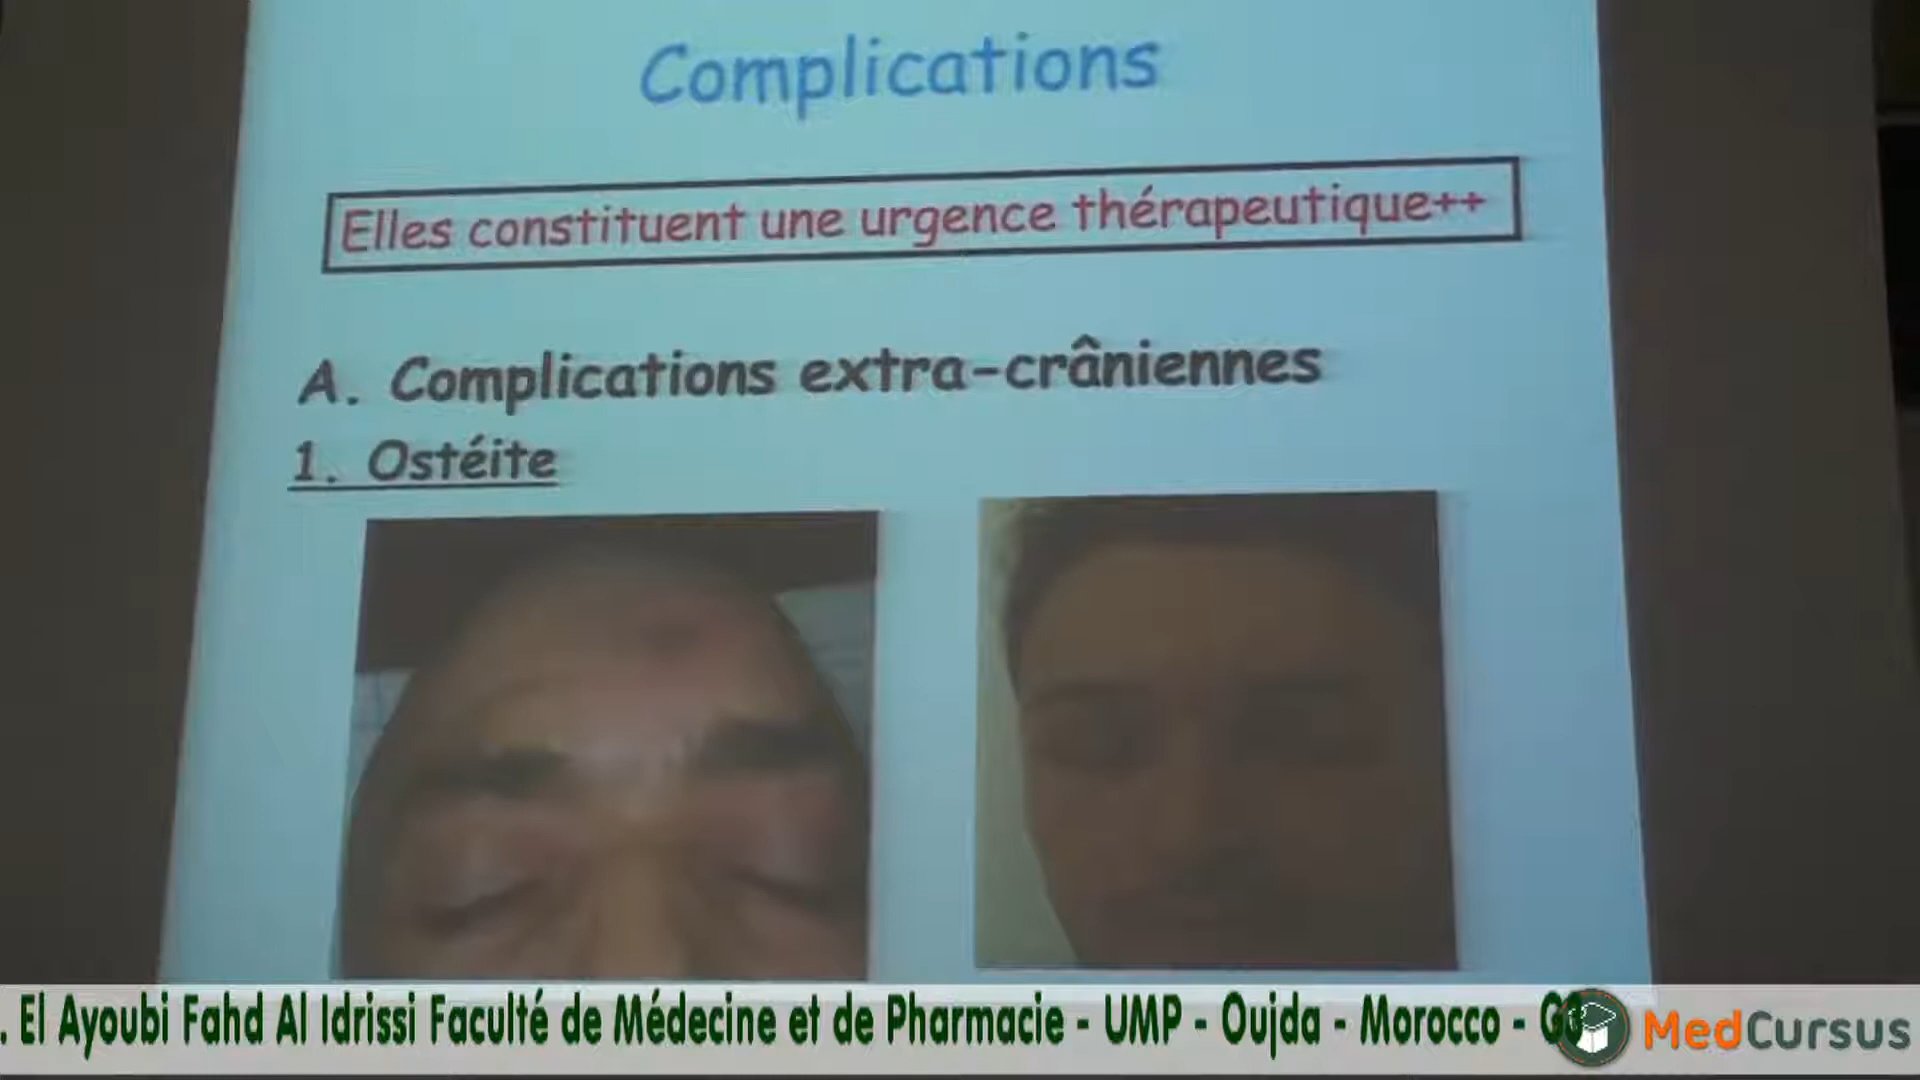 Complications
Elles constituent une urgence thérapeutique++
A. Complications extra-crâniennes
1. Ostéite
. El Ayoubi Fahd Al Idrissi Faculté de Médecine et de Pharmacie - UMP - Oujda - Morocco -
MedCursus